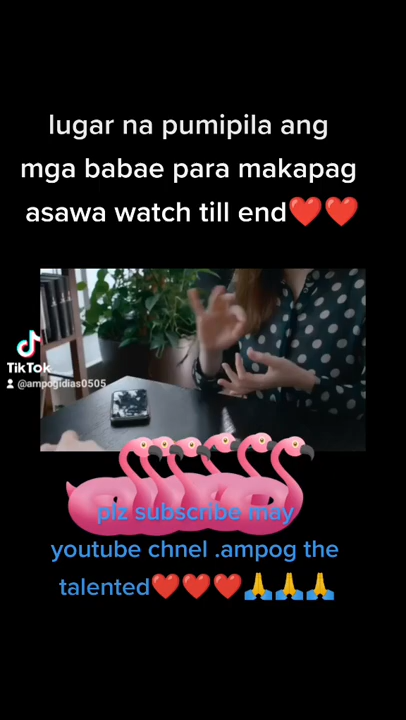 lugar na pumipila ang
mga babae para makapag
asawa watch till end❤️❤️
TikTok
@ampogidias0505
plz subscribe may
youtube chnel .ampog the
talented❤️❤️❤️🙏🙏🙏